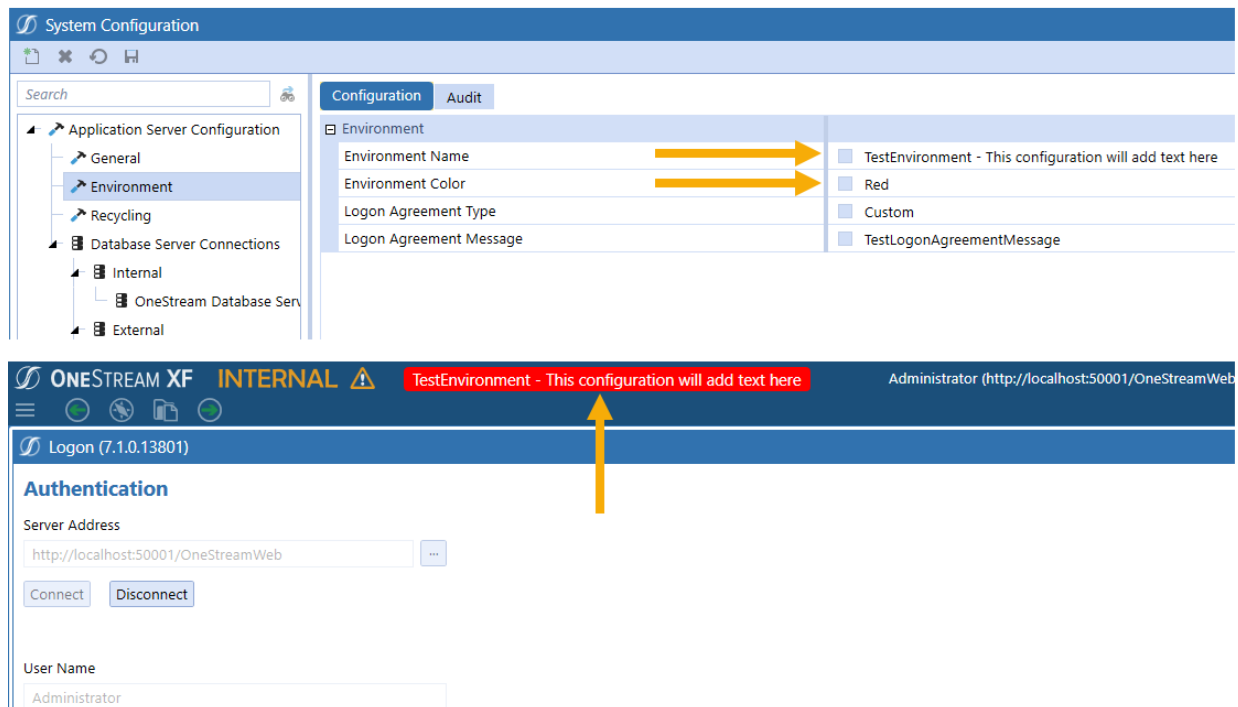 System Configuration
Search
Configuration Audit
Application Server Configuration
General
Environment
Recycling
Database Server Connections
Internal
OneStream Database Serv
External
Environment
Environment Name TestEnvironment - This configuration will add text here
Environment Color Red
Logon Agreement Type Custom
Logon Agreement Message TestLogonAgreementMessage
ONESTREAM XF INTERNAL TestEnvironment - This configuration will add text here Administrator (http://localhost:50001/OneStreamWeb
Logon (7.1.0.13801)
Authentication
Server Address
http://localhost:50001/OneStreamWeb ...
Connect Disconnect
User Name
Administrator